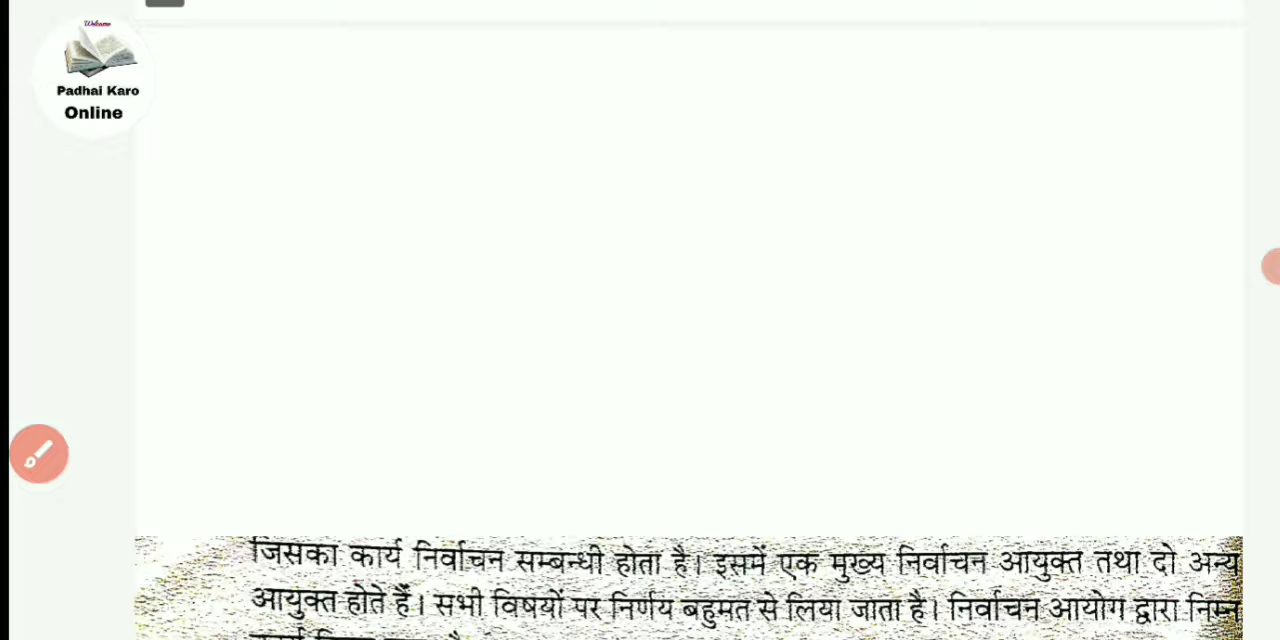 Welcome
Padhai Karo
Online
जिसका कार्य निर्वाचन सम्बन्धी होता है। इसमें एक मुख्य निर्वाचन आयुक्त तथा दो अन्य
आयुक्त होते हैं। सभी विषयों पर निर्णय बहुमत से लिया जाता है। निर्वाचन आयोग द्वारा निम्न